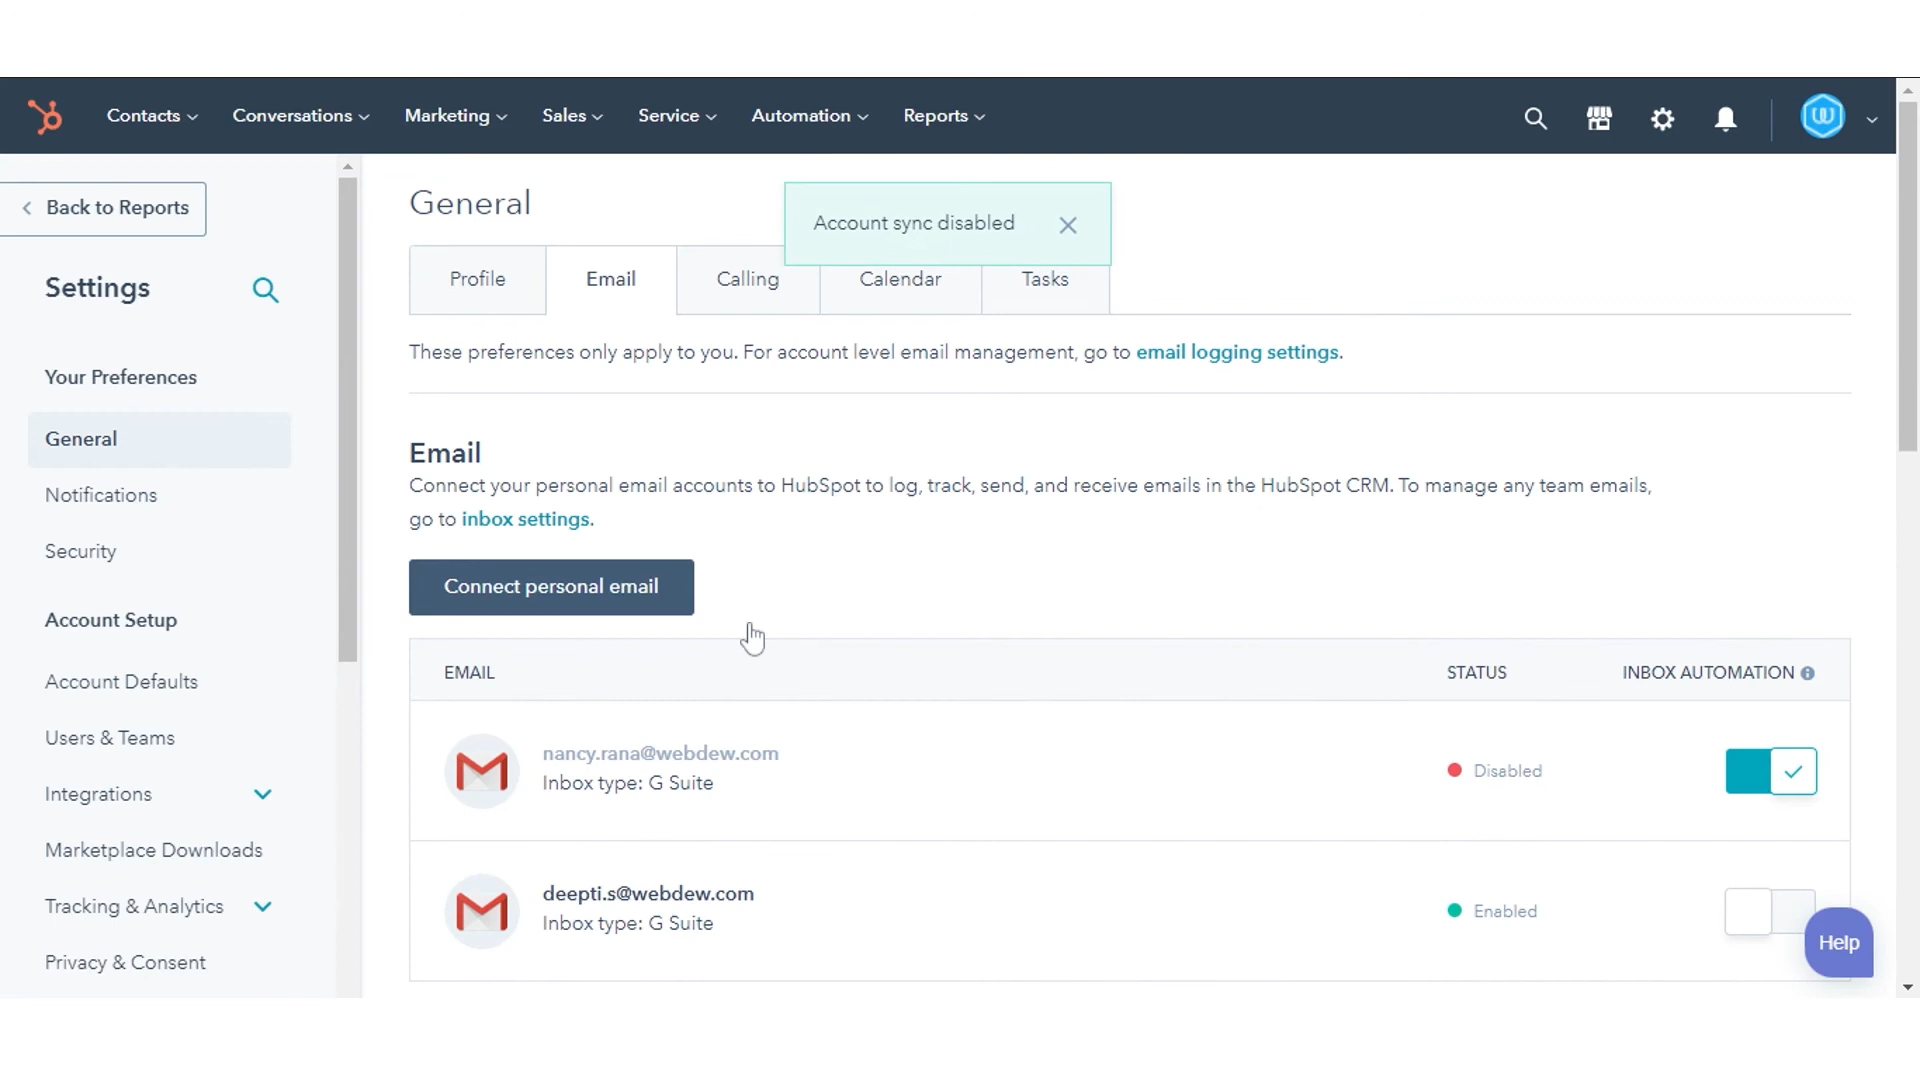 Contacts
Conversations
Marketing
Sales
Service
Automation
Reports
Back to Reports
Settings
Your Preferences
General
Notifications
Security
Account Setup
Account Defaults
Users & Teams
Integrations
Marketplace Downloads
Tracking & Analytics
Privacy & Consent
General
Account sync disabled
Profile
Email
Calling
Calendar
Tasks
These preferences only apply to you. For account level email management, go to email logging settings.
Email
Connect your personal email accounts to HubSpot to log, track, send, and receive emails in the HubSpot CRM. To manage any team emails,
go to inbox settings.
Connect personal email
EMAIL STATUS INBOX AUTOMATION
nancy.rana@webdew.com
Inbox type: G Suite
Disabled
deepti.s@webdew.com
Inbox type: G Suite
Enabled
Help